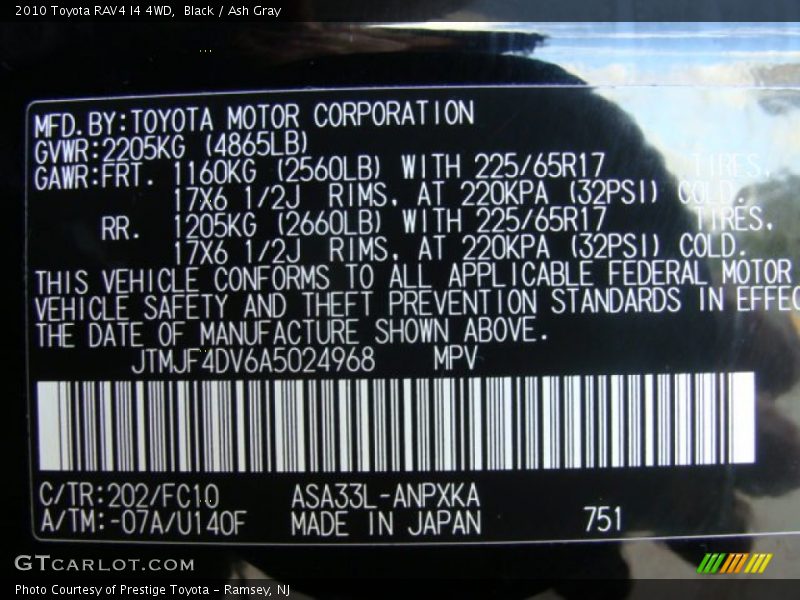 2010 Toyota RAV4 I4 4WD, Black / Ash Gray
MFD.BY:TOYOTA MOTOR CORPORATION
GVWR:2205KG (4865LB)
GAWR:FRT. 1160KG (2560LB) WITH 225/65R17 TIRES,
17X6 1/2J RIMS, AT 220KPA (32PSI) COLD.
RR. 1205KG (2660LB) WITH 225/65R17 TIRES,
17X6 1/2J RIMS, AT 220KPA (32PSI) COLD.
THIS VEHICLE CONFORMS TO ALL APPLICABLE FEDERAL MOTOR
VEHICLE SAFETY AND THEFT PREVENTION STANDARDS IN EFFEC
THE DATE OF MANUFACTURE SHOWN ABOVE.
JTMJF4DV6A5024968 MPV
C/TR:202/FC10 ASA33L-ANPXKA
A/TM:-07A/U140F MADE IN JAPAN 751
GTCARLOT.COM
Photo Courtesy of Prestige Toyota - Ramsey, NJ